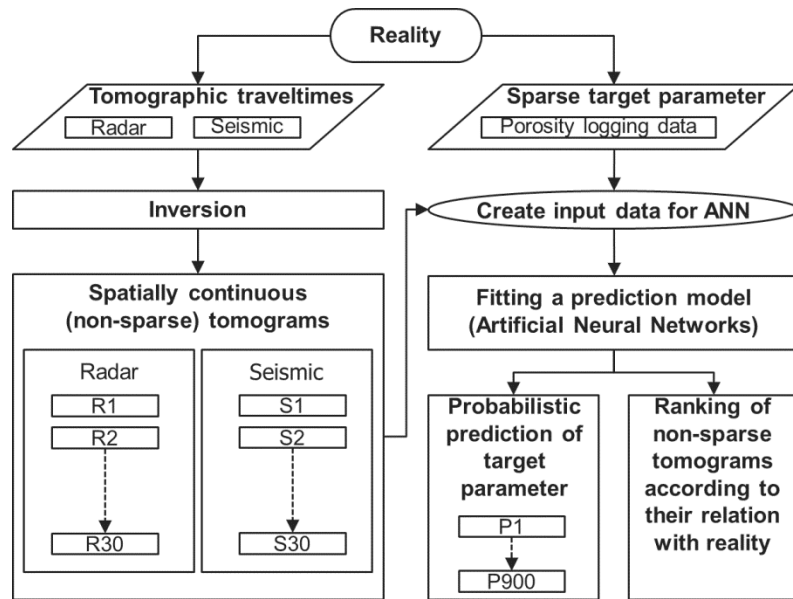 Reality
Tomographic traveltimes
Radar
Seismic
Sparse target parameter
Porosity logging data
Inversion
Create input data for ANN
Spatially continuous
(non-sparse) tomograms
Radar
R1
R2
R30
Seismic
S1
S2
S30
Fitting a prediction model
(Artificial Neural Networks)
Probabilistic
prediction of
target
parameter
P1
P900
Ranking of
non-sparse
tomograms
according to
their relation
with reality